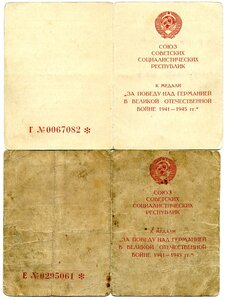 СОЮЗ
СОВЕТСКИХ
СОЦИАЛИСТИЧЕСКИХ
РЕСПУБЛИК
К МЕДАЛИ
„ЗА ПОБЕДУ НАД ГЕРМАНИЕЙ
В ВЕЛИКОЙ ОТЕЧЕСТВЕННОЙ
ВОЙНЕ 1941—1945 гг.“
Г №0067082 *
СОЮЗ
СОВЕТСКИХ
СОЦИАЛИСТИЧЕСКИХ
РЕСПУБЛИК
К МЕДАЛИ
„ЗА ПОБЕДУ НАД ГЕРМАНИЕЙ
В ВЕЛИКОЙ ОТЕЧЕСТВЕННОЙ
ВОЙНЕ 1941—1945 гг.“
Е №0295061 *